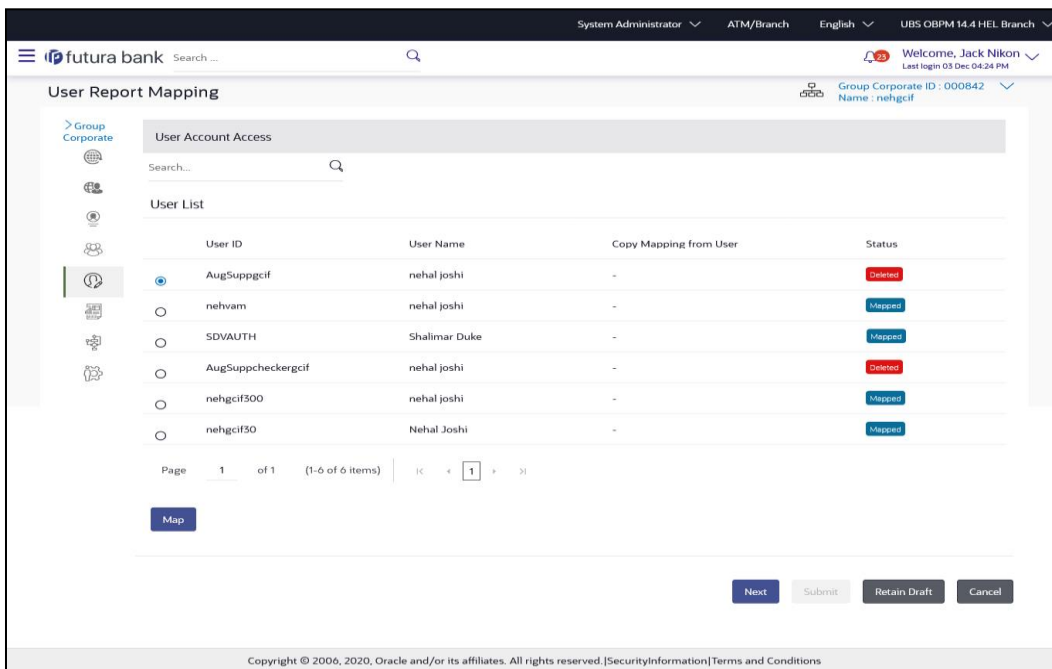 System Administrator ATM/Branch English UBS OBPM 14.4 HEL Branch
futura bank Search ... 23 Welcome, Jack Nikon
Last login 03 Dec 04:24 PM
User Report Mapping Group Corporate ID : 000842
Name : nehgcif
Group
Corporate
User Account Access
Search...
User List
User ID User Name Copy Mapping from User Status
AugSuppgcif nehal joshi - Deleted
nehvam nehal joshi - Mapped
SDVAUTH Shalimar Duke - Mapped
AugSuppcheckergcif nehal joshi - Deleted
nehgcif300 nehal joshi - Mapped
nehgcif30 Nehal Joshi - Mapped
Page 1 of 1 (1-6 of 6 items) 1
Map
Next Submit Retain Draft Cancel
Copyright © 2006, 2020, Oracle and/or its affiliates. All rights reserved.|SecurityInformation|Terms and Conditions